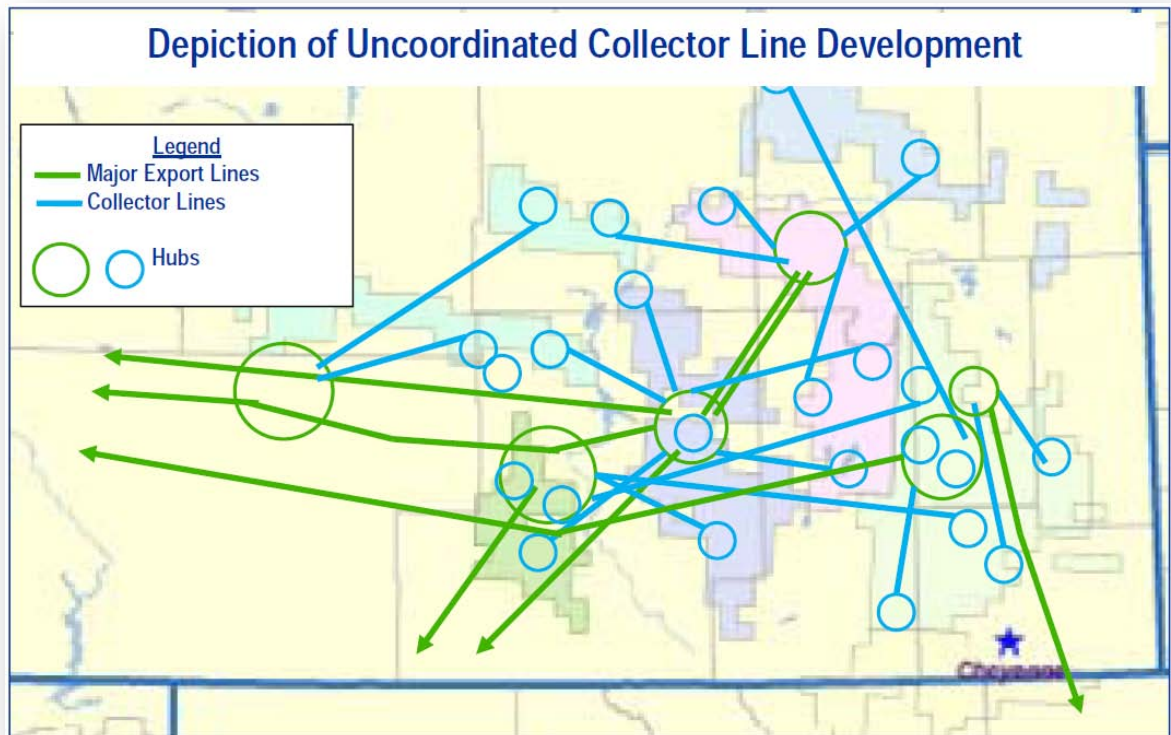 Depiction of Uncoordinated Collector Line Development
Legend
Major Export Lines
Collector Lines
Hubs
Cheyenne